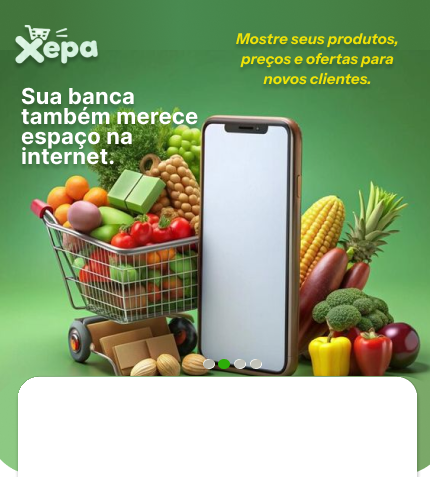 Xepa
Mostre seus produtos,
preços e ofertas para
novos clientes.
Sua banca
também merece
espaço na
internet.